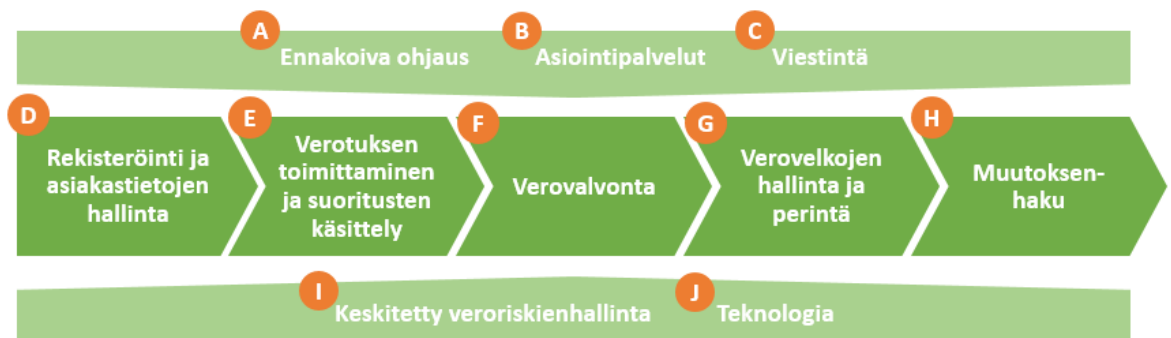 A
Ennakoiva ohjaus
B
Asiointipalvelut
C
Viestintä
D
Rekisteröinti ja
asiakastietojen
hallinta
E
Verotuksen
toimittaminen
ja suoritusten
käsittely
F
Verovalvonta
G
Verovelkojen
hallinta ja
perintä
H
Muutoksen-
haku
I
Keskitetty veroriskienhallinta
J
Teknologia